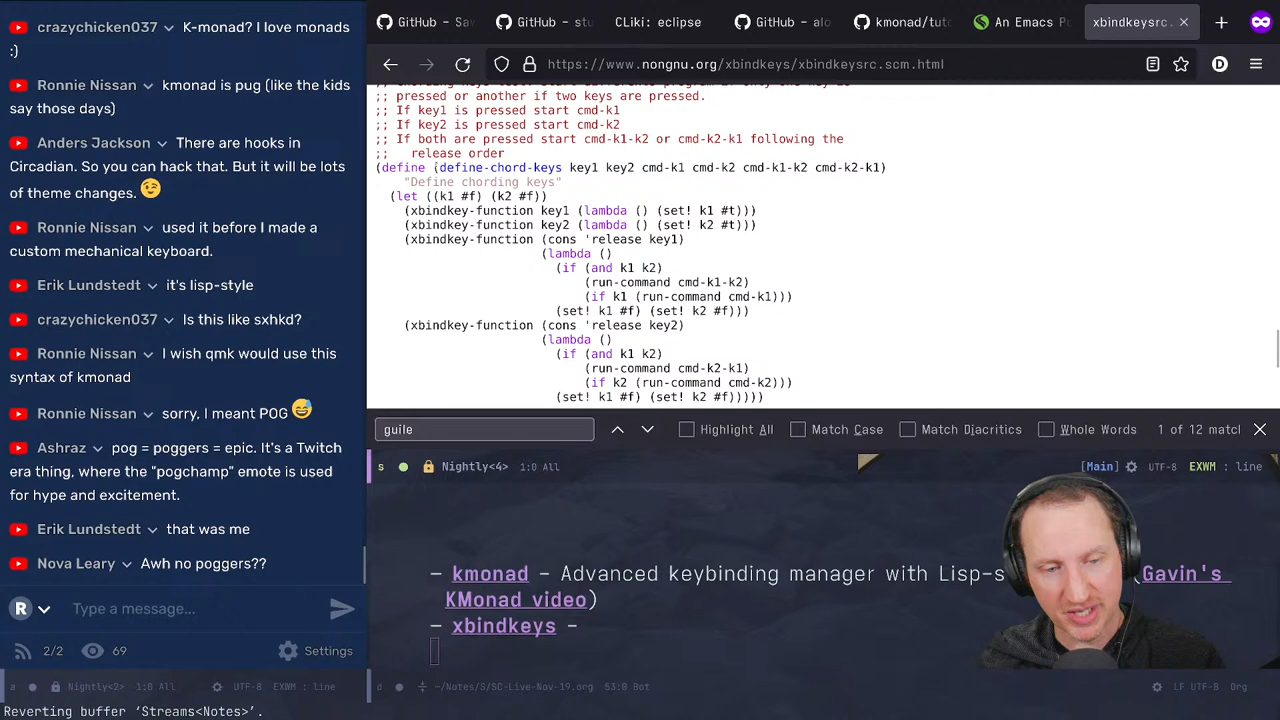 crazychicken037 K-monad? I love monads
:)
Ronnie Nissan kmonad is pug (like the kids
say those days)
Anders Jackson There are hooks in
Circadian. So you can hack that. But it will be lots
of theme changes. 😉
Ronnie Nissan used it before I made a
custom mechanical keyboard.
Erik Lundstedt it's lisp-style
crazychicken037 Is this like sxhkd?
Ronnie Nissan I wish qmk would use this
syntax of kmonad
Ronnie Nissan sorry, I meant POG 😅
Ashraz pog = poggers = epic. It's a Twitch
era thing, where the "pogchamp" emote is used
for hype and excitement.
Erik Lundstedt that was me
Nova Leary Awh no poggers??
R Type a message...
2/2 69 Settings
a 1:0 All UTF-8 EXWM : line
Nightly<2>
Reverting buffer ‘Streams<Notes>’.
GitHub - Sav GitHub - stu CLiki: eclipse GitHub - alo kmonad/tuto An Emacs Po xbindkeysrc.
D https://www.nongnu.org/xbindkeys/xbindkeysrc.scm.html
;; pressed or another if two keys are pressed.
;; If key1 is pressed start cmd-k1
;; If key2 is pressed start cmd-k2
;; If both are pressed start cmd-k1-k2 or cmd-k2-k1 following the
;; release order
(define (define-chord-keys key1 key2 cmd-k1 cmd-k2 cmd-k1-k2 cmd-k2-k1)
"Define chording keys"
(let ((k1 #f) (k2 #f))
(xbindkey-function key1 (lambda () (set! k1 #t)))
(xbindkey-function key2 (lambda () (set! k2 #t)))
(xbindkey-function (cons 'release key1)
(lambda ()
(if (and k1 k2)
(run-command cmd-k1-k2)
(if k1 (run-command cmd-k1)))
(set! k1 #f) (set! k2 #f)))
(xbindkey-function (cons 'release key2)
(lambda ()
(if (and k1 k2)
(run-command cmd-k2-k1)
(if k2 (run-command cmd-k2)))
(set! k1 #f) (set! k2 #f)))))
guile Highlight All Match Case Match Diacritics Whole Words 1 of 12 matcl
s Nightly<4> 1:0 All [Main] UTF-8 EXWM : line
- kmonad - Advanced keybinding manager with Lisp-s (Gavin's
KMonad video)
- xbindkeys -
d ~/Notes/S/SC-Live-Nov-19.org 53:0 Bot LF UTF-8 Org